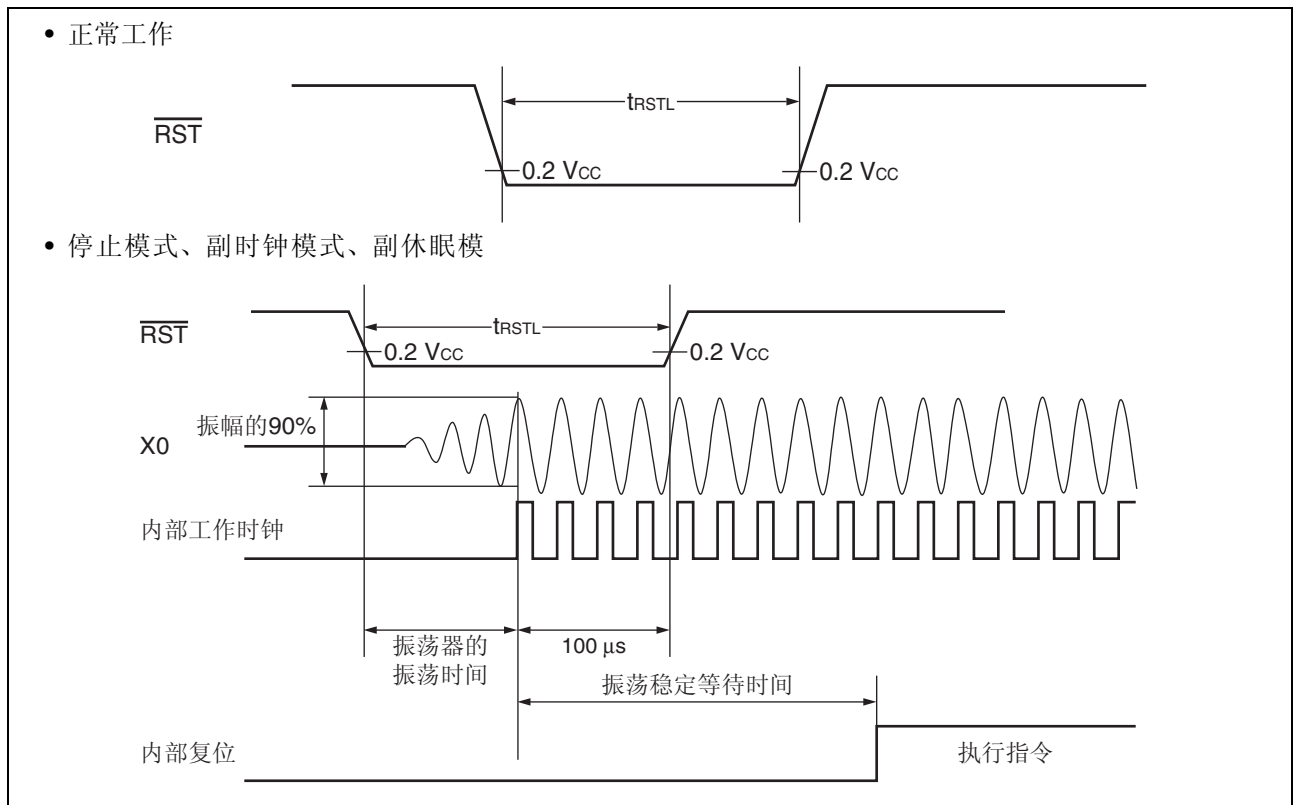 • 正常工作
tRSTL
RST
0.2 VCC
0.2 VCC
• 停止模式、副时钟模式、副休眠模
RST
tRSTL
0.2 VCC
0.2 VCC
振幅的90%
X0
内部工作时钟
振荡器的
振荡时间
100 μs
振荡稳定等待时间
内部复位
执行指令